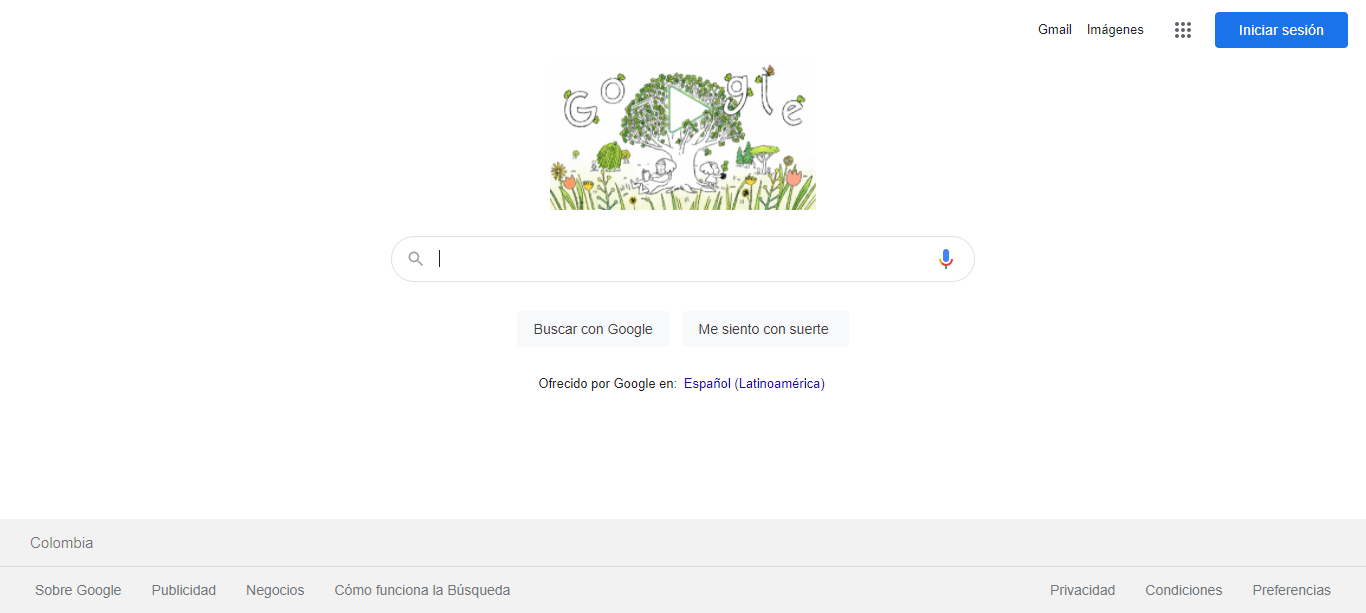 Gmail Imágenes Iniciar sesión
Google
Buscar con Google Me siento con suerte
Ofrecido por Google en: Español (Latinoamérica)
Colombia
Sobre Google Publicidad Negocios Cómo funciona la Búsqueda Privacidad Condiciones Preferencias